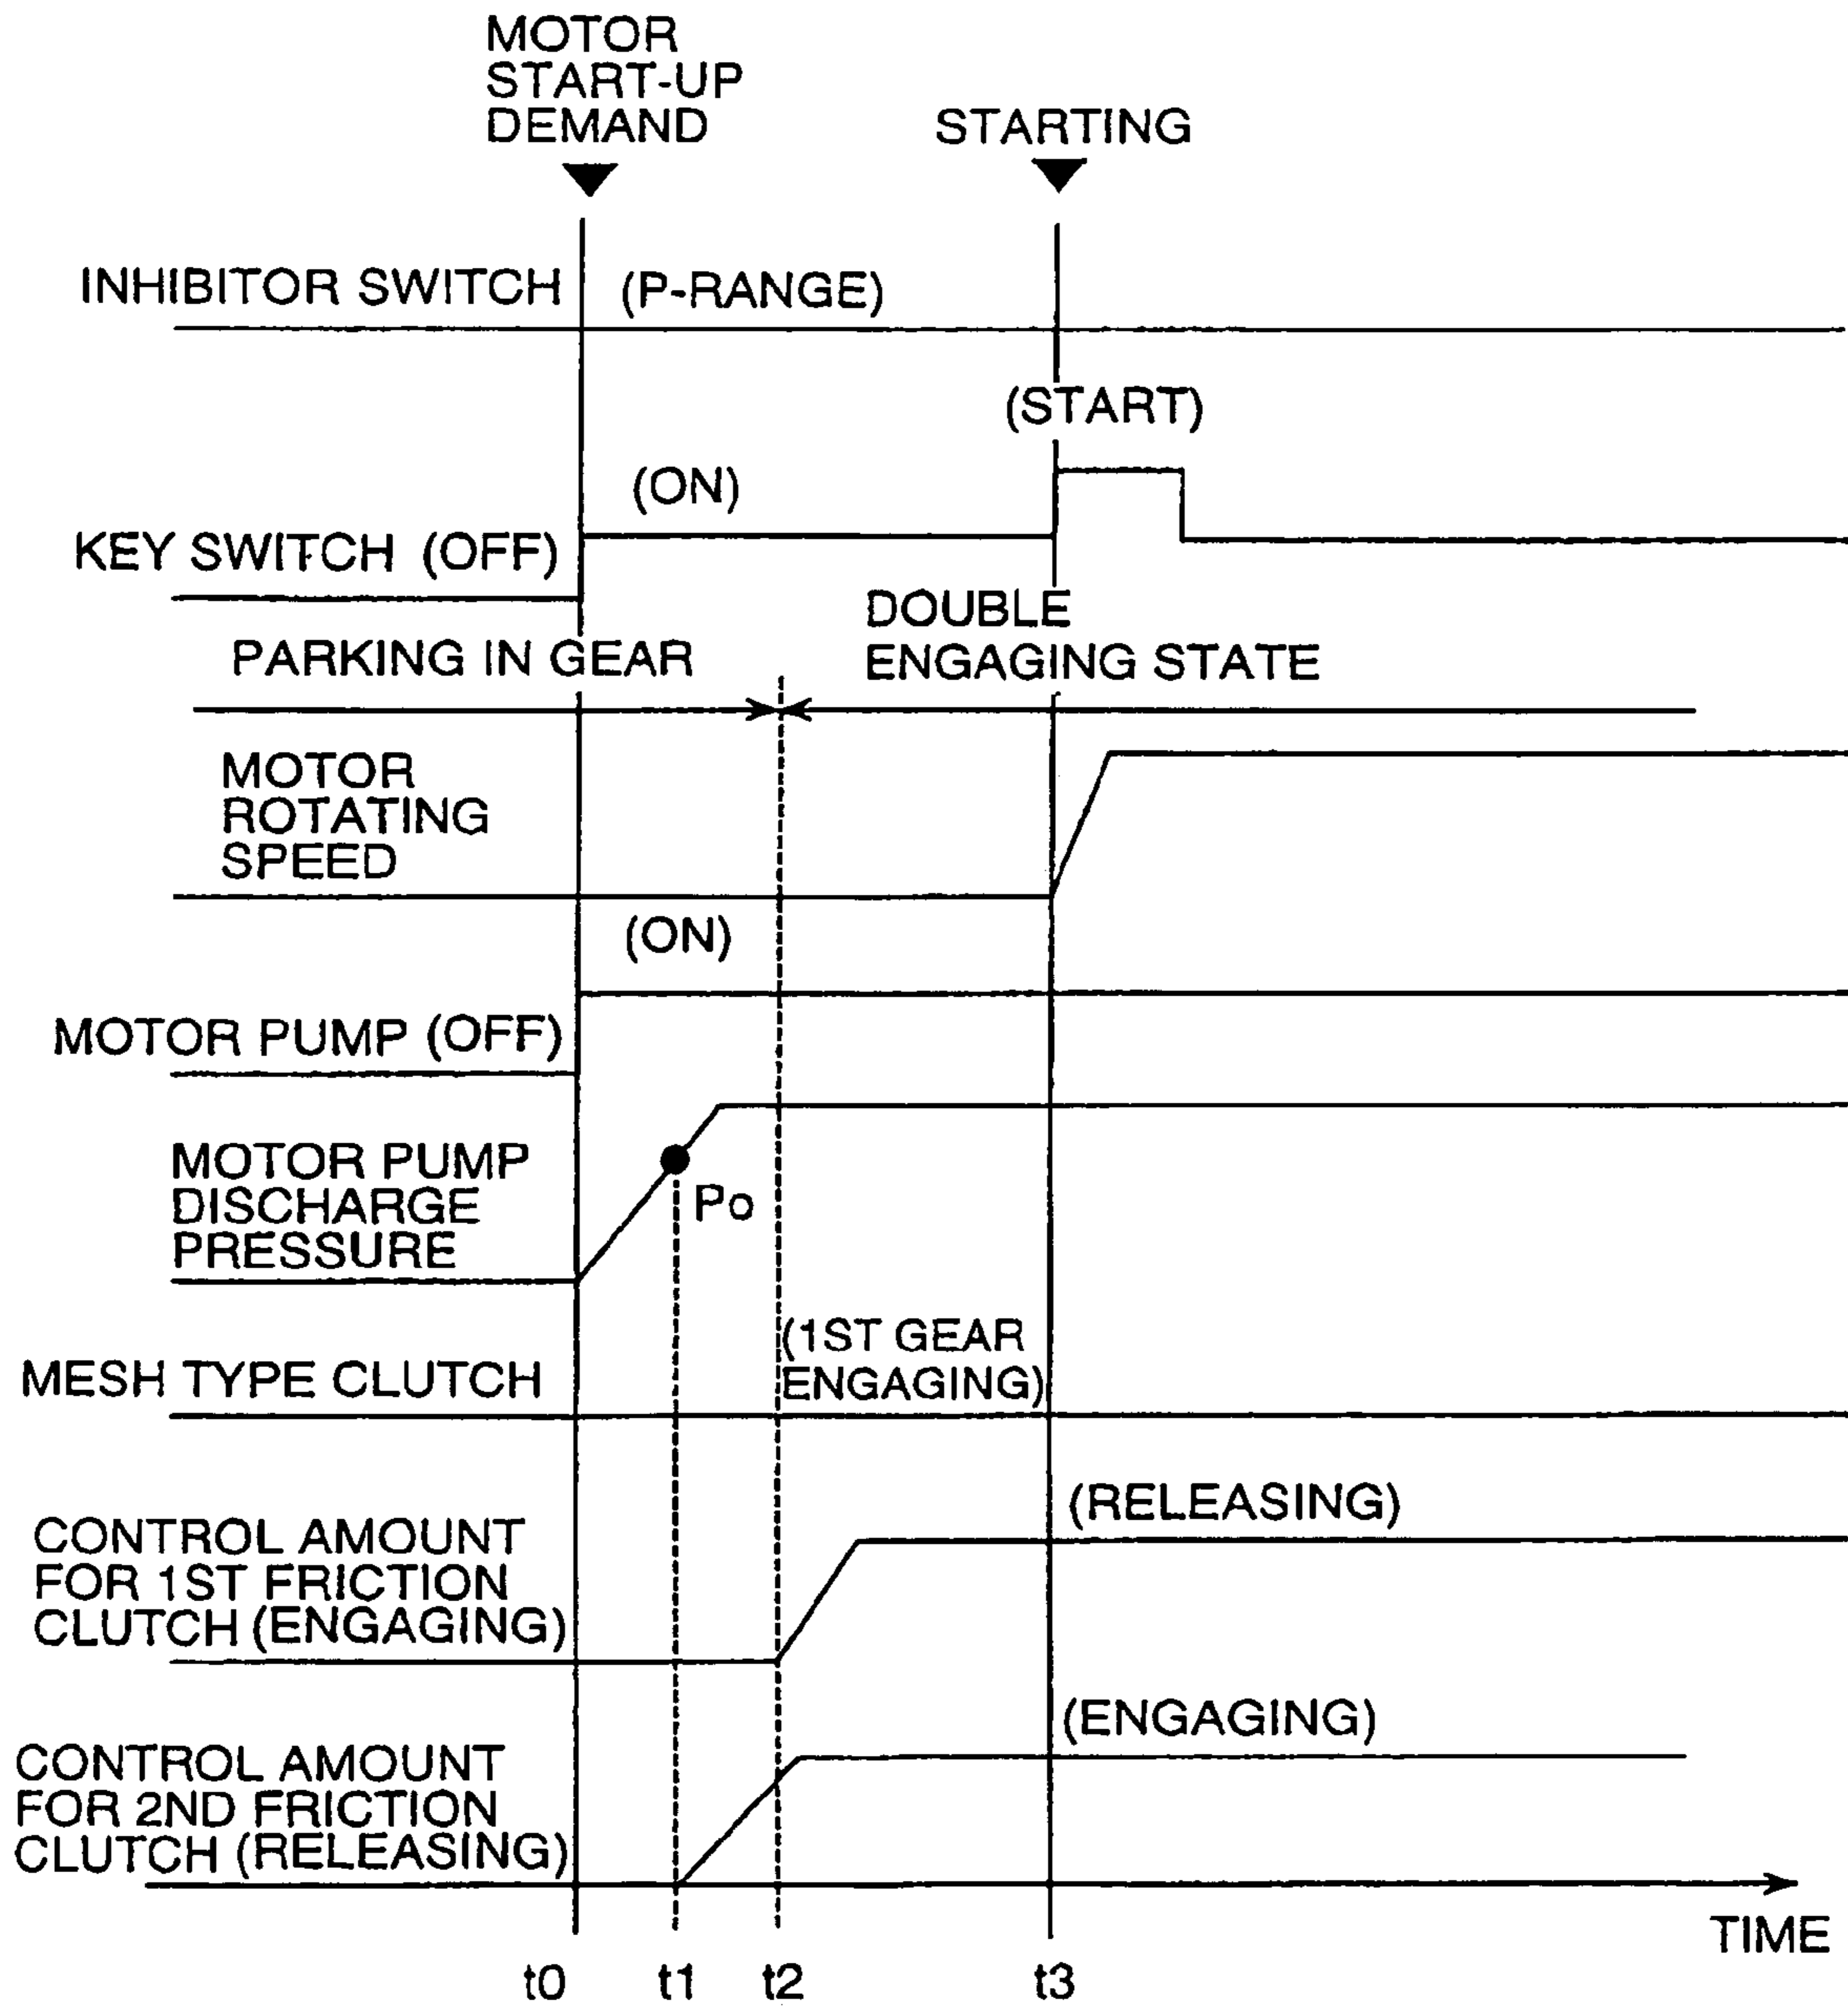 MOTOR
START-UP
DEMAND
STARTING
INHIBITOR SWITCH
(P-RANGE)
(START)
(ON)
KEY SWITCH (OFF)
DOUBLE
ENGAGING STATE
PARKING IN GEAR
MOTOR
ROTATING
SPEED
(ON)
MOTOR PUMP (OFF)
MOTOR PUMP
DISCHARGE
PRESSURE
Po
(1ST GEAR
ENGAGING)
MESH TYPE CLUTCH
(RELEASING)
CONTROL AMOUNT
FOR 1ST FRICTION
CLUTCH (ENGAGING)
(ENGAGING)
CONTROL AMOUNT
FOR 2ND FRICTION
CLUTCH (RELEASING)
TIME
t0 t1 t2 t3